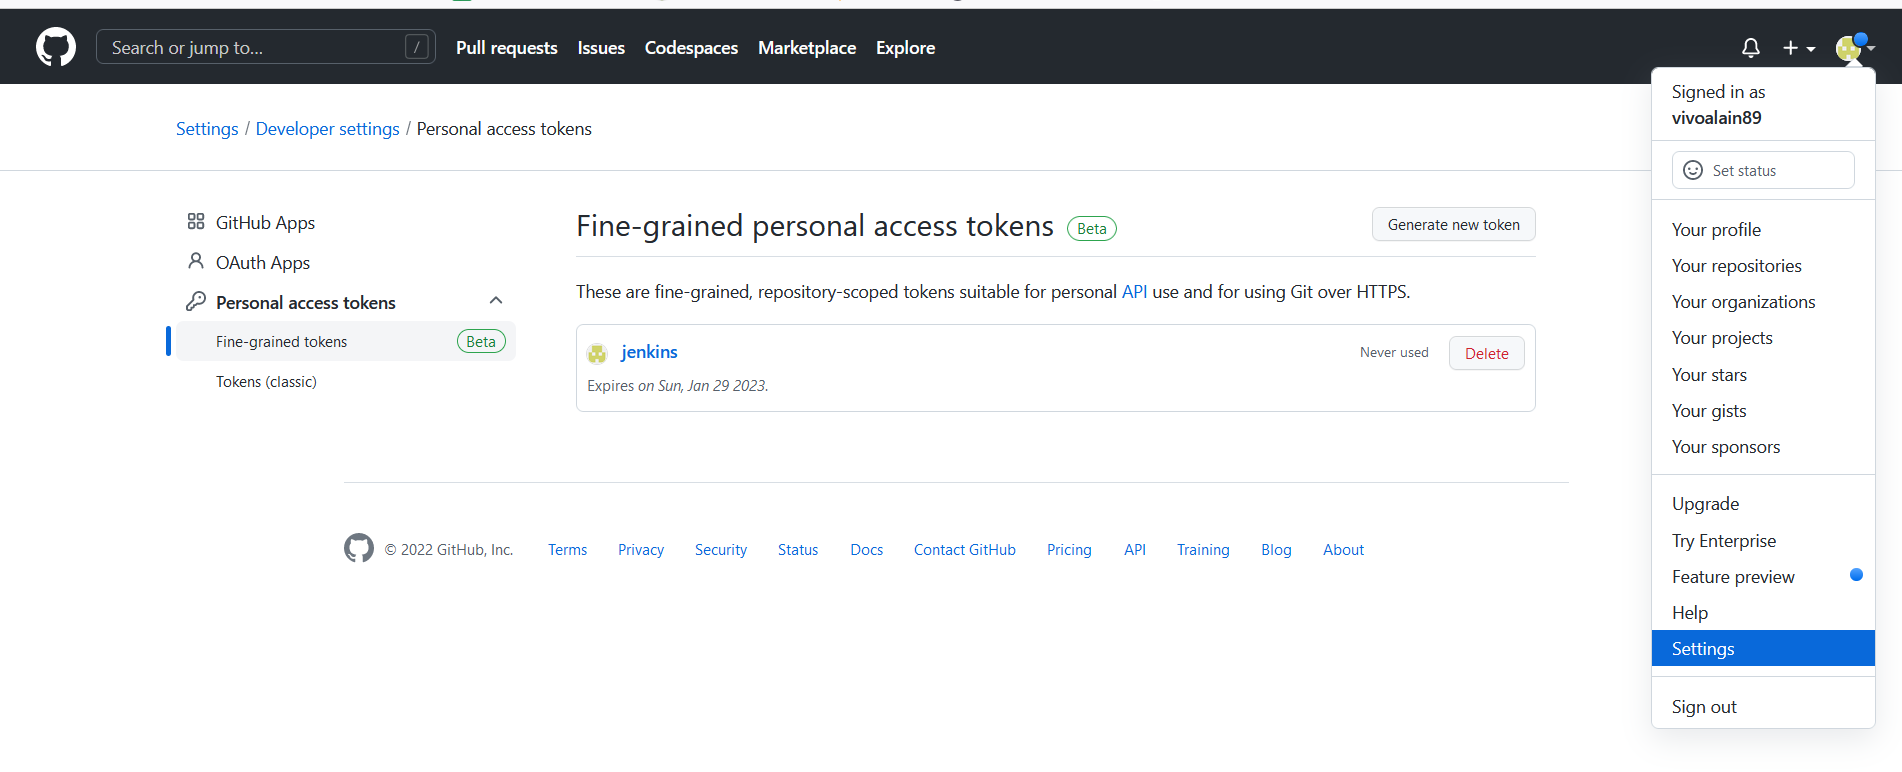 Search or jump to... /
Pull requests Issues Codespaces Marketplace Explore
Settings / Developer settings / Personal access tokens
GitHub Apps
OAuth Apps
Personal access tokens
Fine-grained tokens Beta
Tokens (classic)
Fine-grained personal access tokens Beta
Generate new token
These are fine-grained, repository-scoped tokens suitable for personal API use and for using Git over HTTPS.
jenkins
Never used Delete
Expires on Sun, Jan 29 2023.
© 2022 GitHub, Inc. Terms Privacy Security Status Docs Contact GitHub Pricing API Training Blog About
Signed in as
vivoalain89
Set status
Your profile
Your repositories
Your organizations
Your projects
Your stars
Your gists
Your sponsors
Upgrade
Try Enterprise
Feature preview
Help
Settings
Sign out